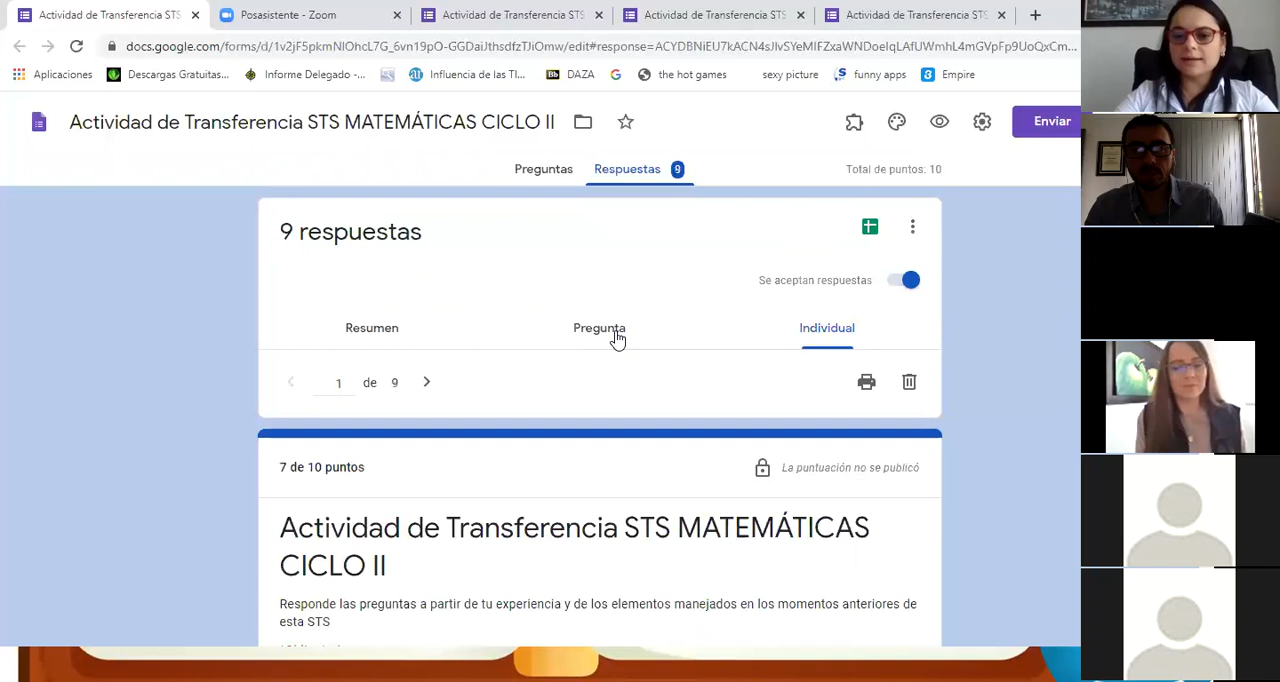 Actividad de Transferencia STS
Posasistente - Zoom
Actividad de Transferencia STS
Actividad de Transferencia STS
Actividad de Transferencia STS
docs.google.com/forms/d/1v2jF5pkmNlOhcL7G_6vn19pO-GGDaiJthsdfzTJiOmw/edit#response=ACYDBNiEU7kACN4sJlvSYeMIFZxaWNDoeIqLAfUWmhL4mGVpFp9UoQxCm...
Aplicaciones
Descargas Gratuitas...
Informe Delegado -...
Influencia de las TI...
Bb DAZA
the hot games
sexy picture
funny apps
Empire
Actividad de Transferencia STS MATEMÁTICAS CICLO II
Enviar
Preguntas
Respuestas 9
Total de puntos: 10
9 respuestas
Se aceptan respuestas
Resumen
Pregunta
Individual
1 de 9
7 de 10 puntos
La puntuación no se publicó
Actividad de Transferencia STS MATEMÁTICAS
CICLO II
Responde las preguntas a partir de tu experiencia y de los elementos manejados en los momentos anteriores de
esta STS